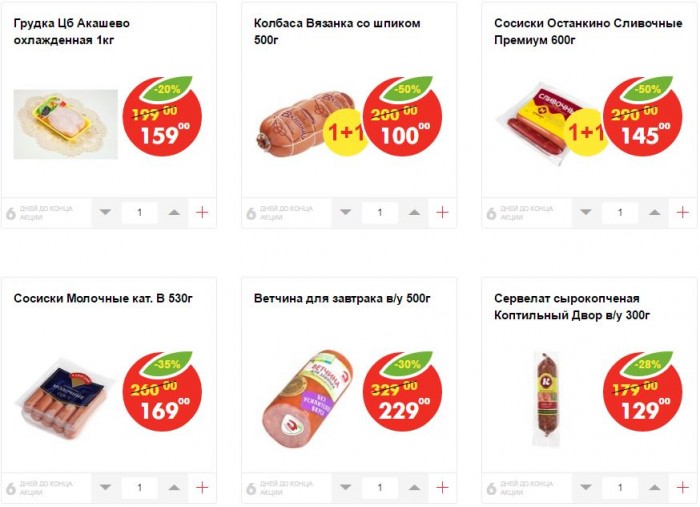 Грудка Цб Акашево
охлажденная 1кг
-20%
199 00
159 00
6 ДНЕЙ ДО КОНЦА
АКЦИИ
1
Колбаса Вязанка со шпиком
500г
-50%
1+1
200 00
100 00
6 ДНЕЙ ДО КОНЦА
АКЦИИ
1
Сосиски Останкино Сливочные
Премиум 600г
СЛИВОЧНЫЕ
-50%
1+1
290 00
145 00
6 ДНЕЙ ДО КОНЦА
АКЦИИ
1
Сосиски Молочные кат. В 530г
МОЛОЧНЫЕ
-35%
260 00
169 00
6 ДНЕЙ ДО КОНЦА
АКЦИИ
1
Ветчина для завтрака в/у 500г
ВЕТЧИНА
БЕЗ
-30%
329 00
229 00
6 ДНЕЙ ДО КОНЦА
АКЦИИ
1
Сервелат сырокопченая
Коптильный Двор в/у 300г
К
-28%
179 00
129 00
6 ДНЕЙ ДО КОНЦА
АКЦИИ
1